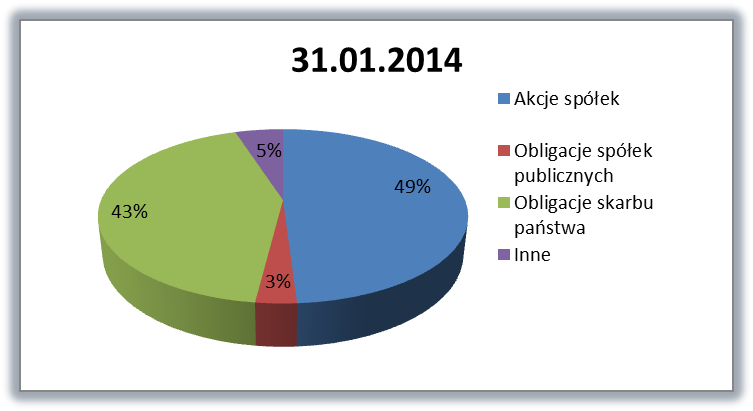 31.01.2014
Akcje spółek
Obligacje spółek
publicznych
Obligacje skarbu
państwa
Inne
5%
49%
43%
3%